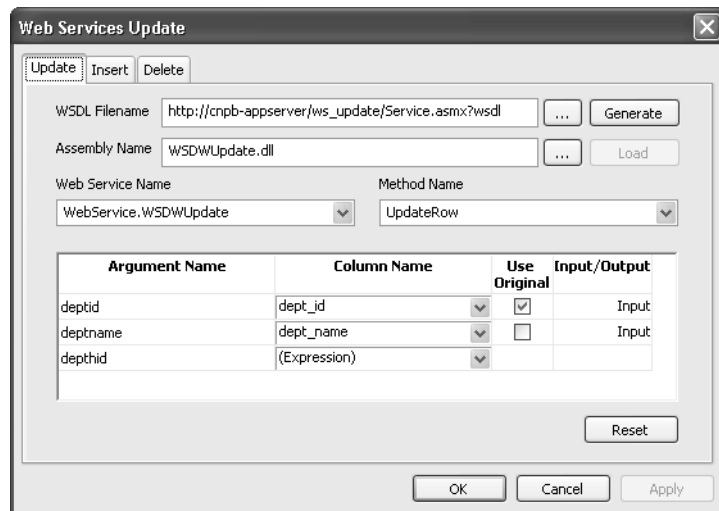 Web Services Update
Update Insert Delete
WSDL Filename http://cnpb-appserver/ws_update/Service.asmx?wsdl ... Generate
Assembly Name WSDWUpdate.dll ... Load
Web Service Name Method Name
WebService.WSDWUpdate UpdateRow
Argument Name Column Name Use Original Input/Output
deptid dept_id Input
deptname dept_name Input
depthid (Expression)
Reset
OK Cancel Apply